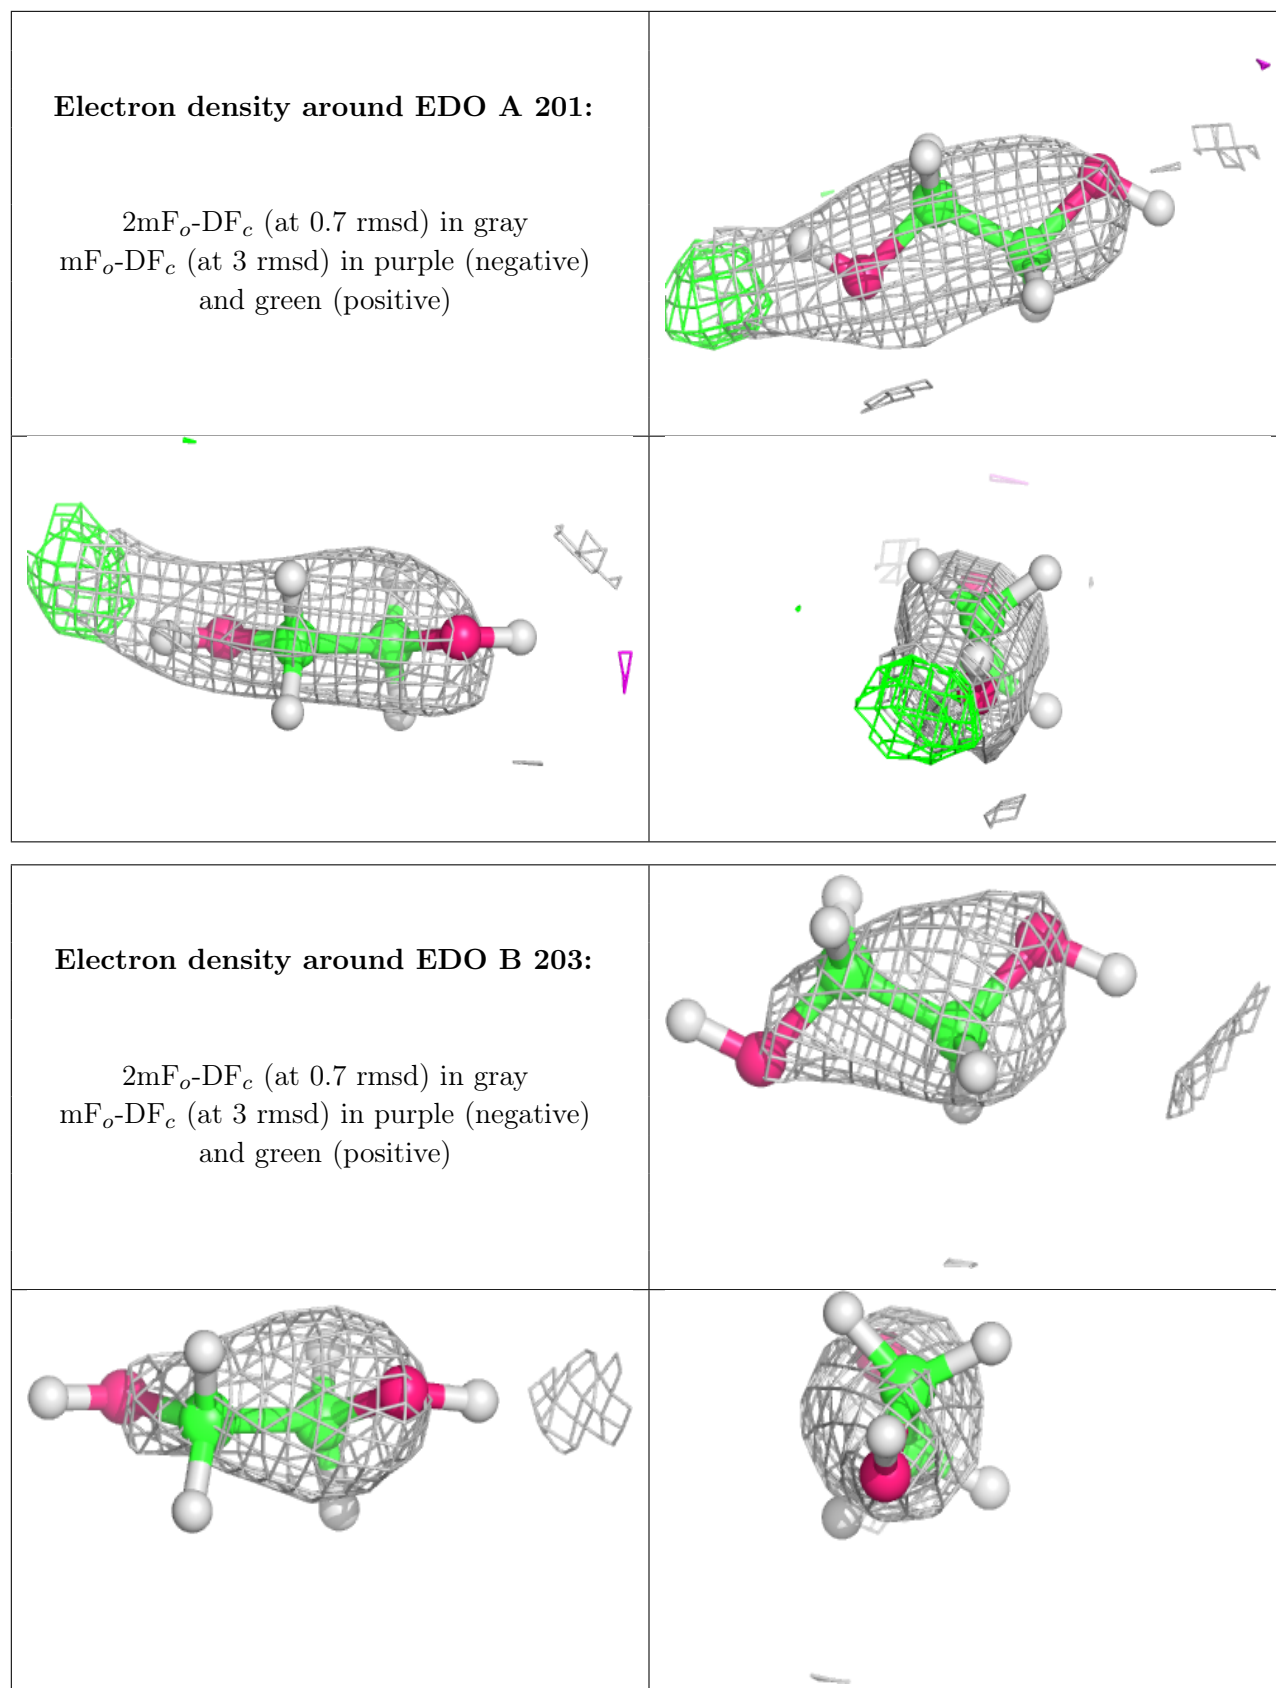 Electron density around EDO A 201:
2mFo-DFc (at 0.7 rmsd) in gray
mFo-DFc (at 3 rmsd) in purple (negative)
and green (positive)
Electron density around EDO B 203:
2mFo-DFc (at 0.7 rmsd) in gray
mFo-DFc (at 3 rmsd) in purple (negative)
and green (positive)